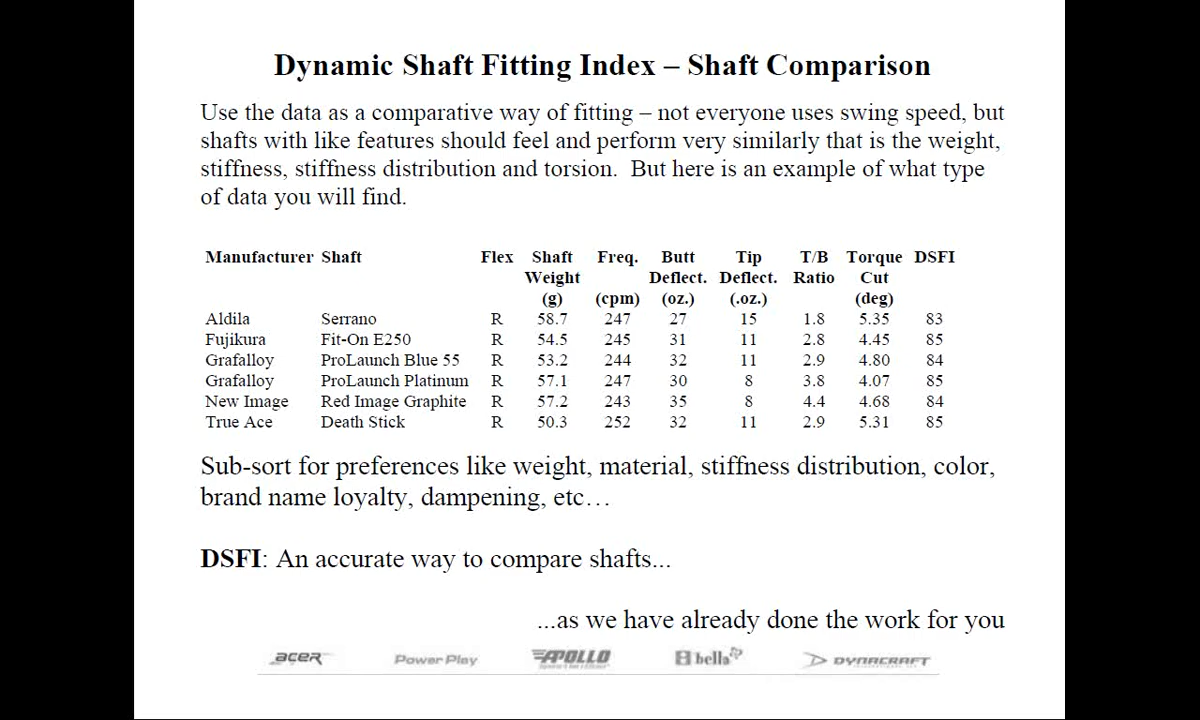 Dynamic Shaft Fitting Index – Shaft Comparison
Use the data as a comparative way of fitting – not everyone uses swing speed, but
shafts with like features should feel and perform very similarly that is the weight,
stiffness, stiffness distribution and torsion.  But here is an example of what type
of data you will find.
Manufacturer Shaft Flex Shaft Freq. Butt Tip T/B Torque DSFI
Weight Deflect. Deflect. Ratio Cut
(g) (cpm) (oz.) (.oz.) (deg)
Aldila Serrano R 58.7 247 27 15 1.8 5.35 83
Fujikura Fit-On E250 R 54.5 245 31 11 2.8 4.45 85
Grafalloy ProLaunch Blue 55 R 53.2 244 32 11 2.9 4.80 84
Grafalloy ProLaunch Platinum R 57.1 247 30 8 3.8 4.07 85
New Image Red Image Graphite R 57.2 243 35 8 4.4 4.68 84
True Ace Death Stick R 50.3 252 32 11 2.9 5.31 85
Sub-sort for preferences like weight, material, stiffness distribution, color,
brand name loyalty, dampening, etc…
DSFI: An accurate way to compare shafts...
...as we have already done the work for you
acer Power Play APOLLO bella DYNACRAFT